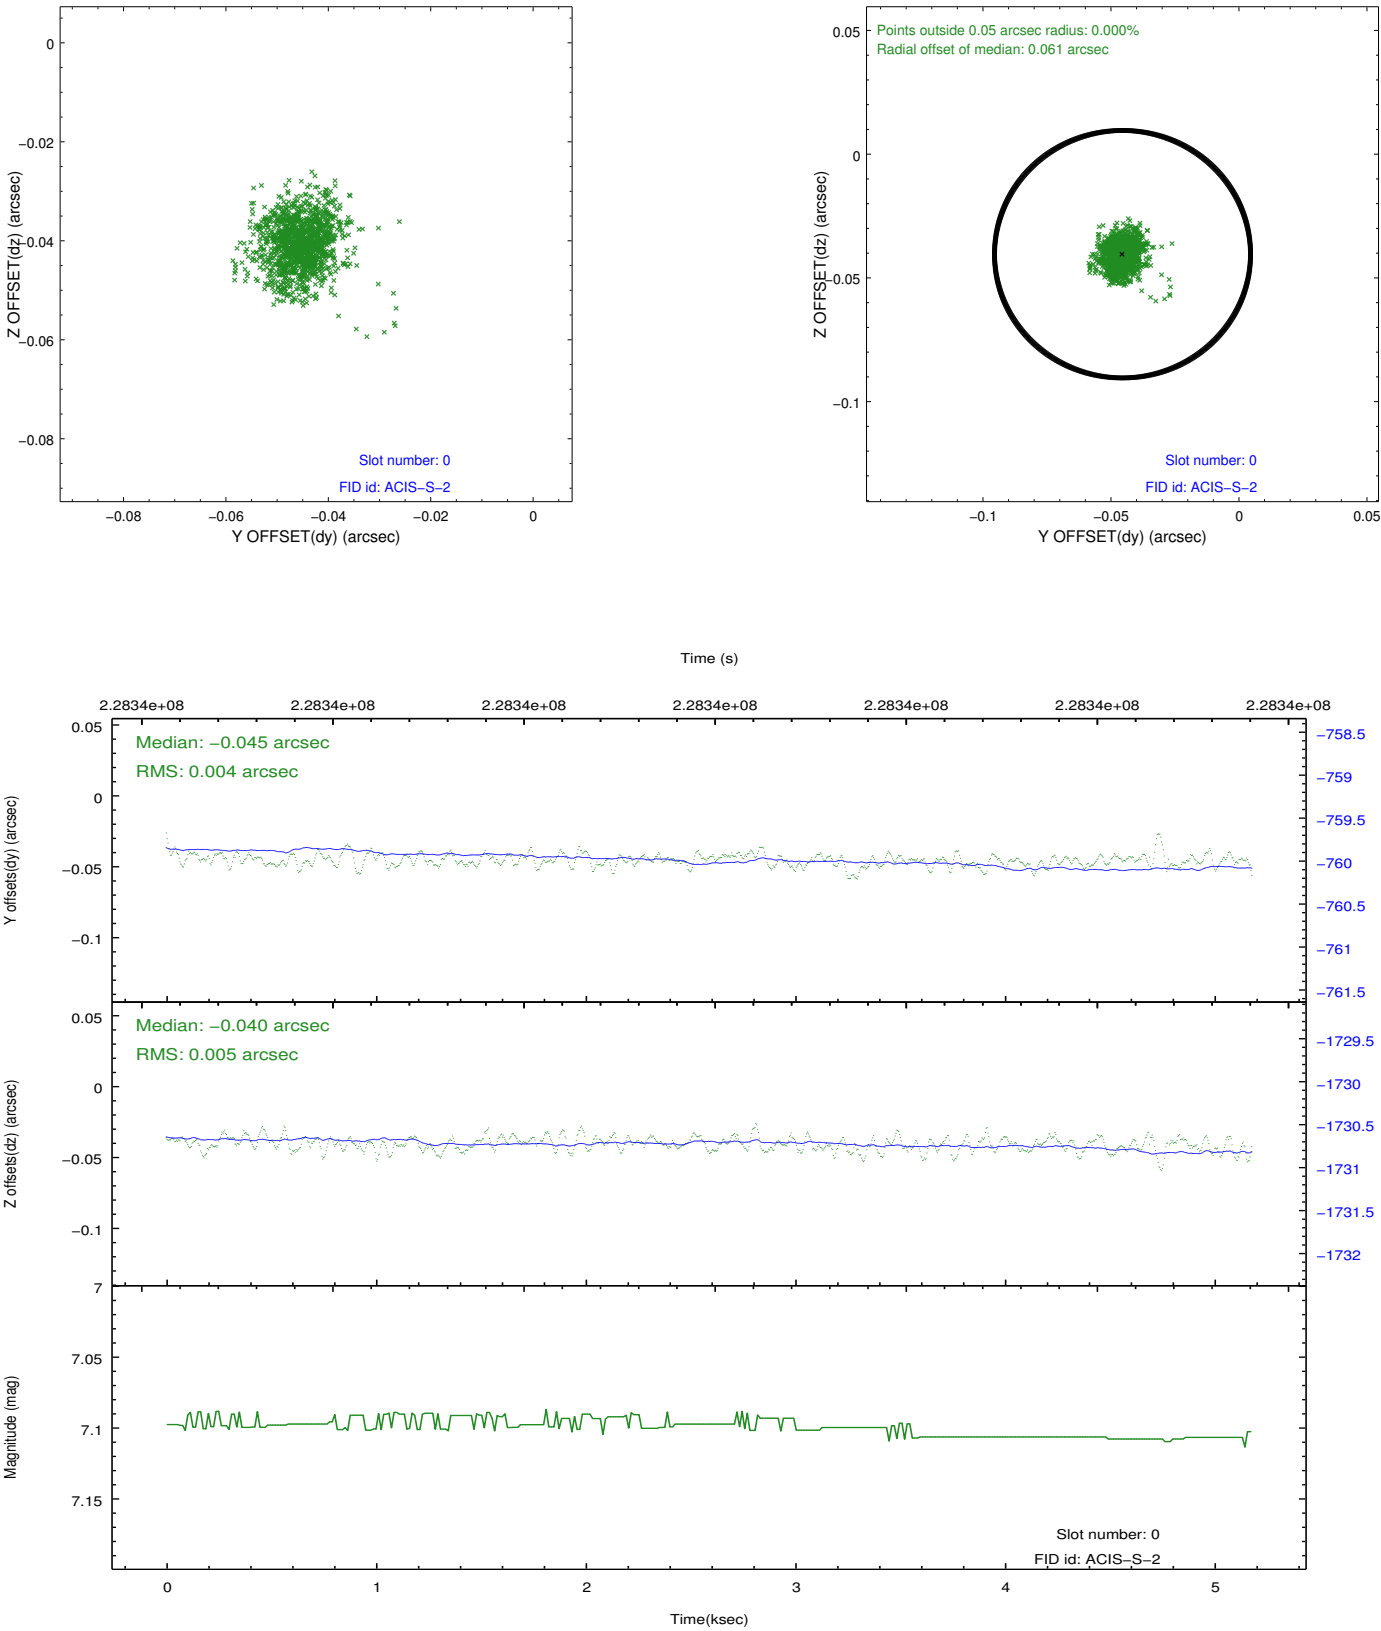 0
−0.02
−0.04
−0.06
−0.08
Z OFFSET(dz) (arcsec)
Slot number: 0
FID id: ACIS−S−2
−0.08 −0.06 −0.04 −0.02 0
Y OFFSET(dy) (arcsec)
Points outside 0.05 arcsec radius: 0.000%
Radial offset of median: 0.061 arcsec
0.05
0
−0.05
−0.1
Z OFFSET(dz) (arcsec)
Slot number: 0
FID id: ACIS−S−2
−0.1 −0.05 0 0.05
Y OFFSET(dy) (arcsec)
Time (s)
2.2834e+08 2.2834e+08 2.2834e+08 2.2834e+08 2.2834e+08 2.2834e+08 2.2834e+08
Median: −0.045 arcsec
RMS: 0.004 arcsec
0.05
0
−0.05
−0.1
Y offsets(dy) (arcsec)
−758.5
−759
−759.5
−760
−760.5
−761
−761.5
Median: −0.040 arcsec
RMS: 0.005 arcsec
0.05
0
−0.05
−0.1
Z offsets(dz) (arcsec)
−1729.5
−1730
−1730.5
−1731
−1731.5
−1732
7
7.05
7.1
7.15
Magnitude (mag)
Slot number: 0
FID id: ACIS−S−2
0 1 2 3 4 5
Time(ksec)